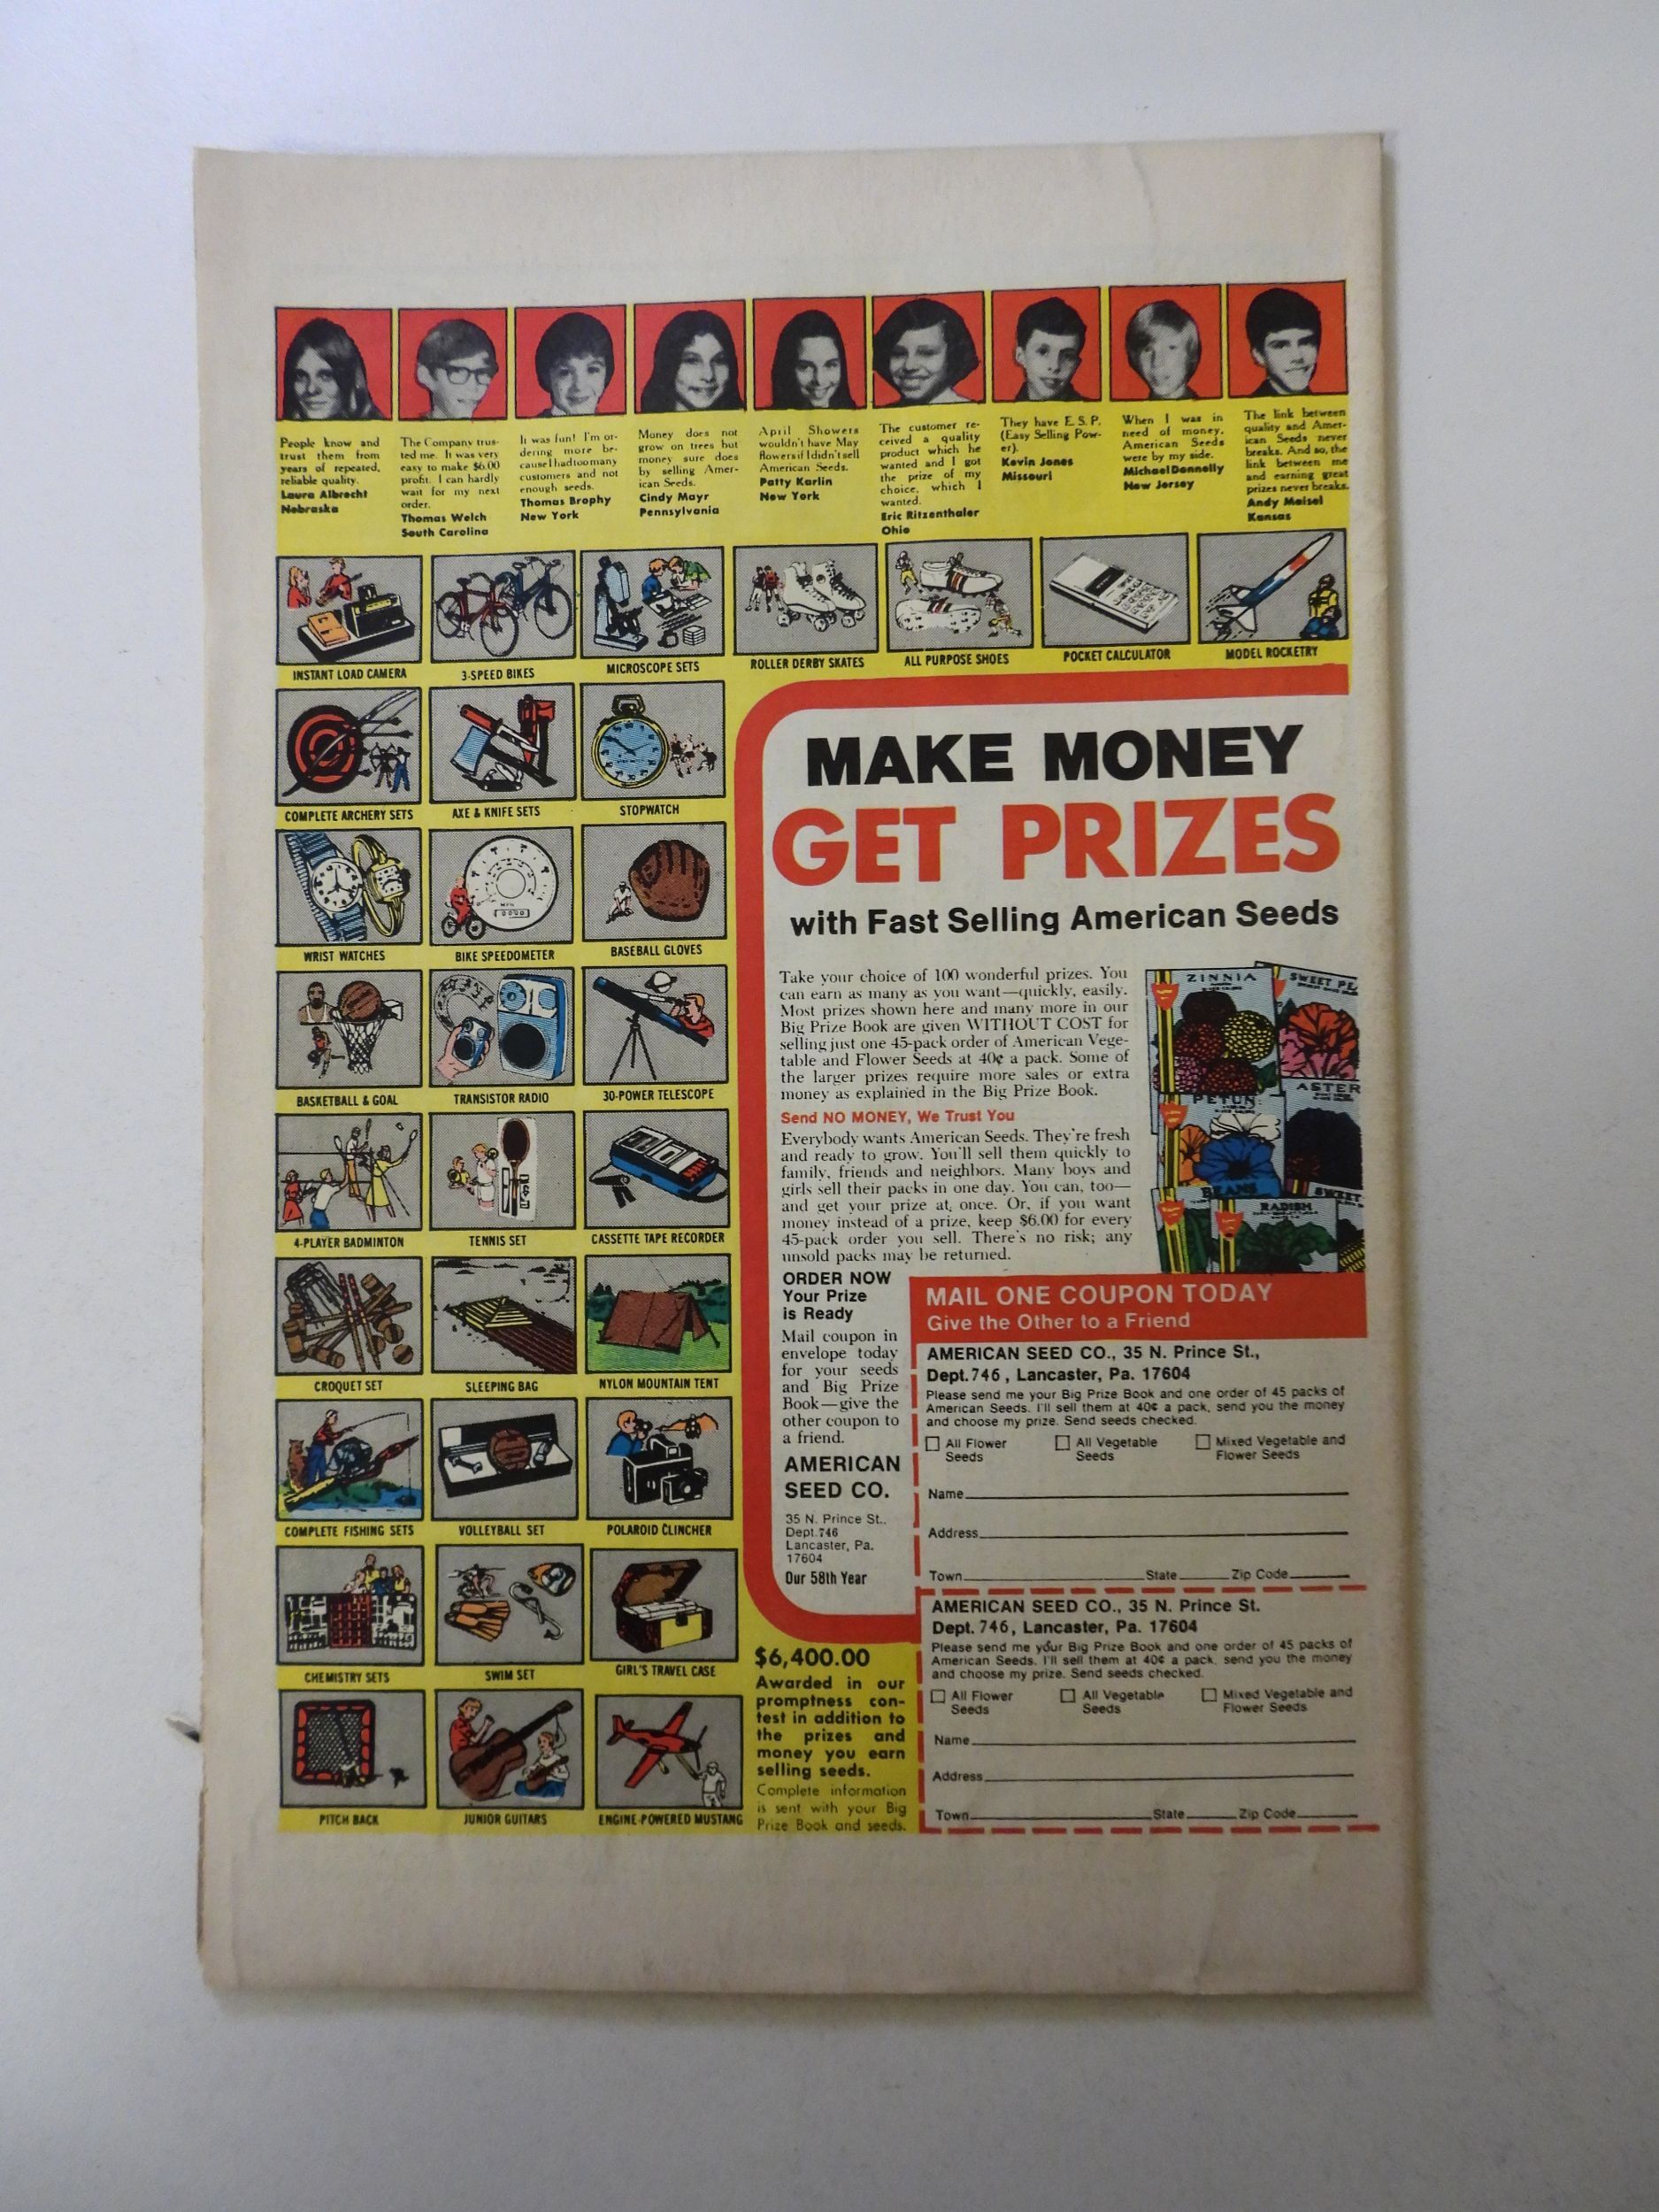 People know and
trust them from
years of repeated,
reliable quality.
Laura Albrecht
Nebraska
The Company trus-
ted me. It was very
easy to make $6.00
profit. I can hardly
wait for my next
order.
Thomas Welch
South Carolina
It was fun! I'm or-
dering more be-
cause I had too many
customers and not
enough seeds.
Thomas Brophy
New York
Money does not
grow on trees but
money sure does
by selling Amer-
ican Seeds.
Cindy Mayr
Pennsylvania
April Showers
wouldn't have May
flowers if I didn't sell
American Seeds.
Patty Karlin
New York
The customer re-
ceived a quality
product which he
wanted and I got
the prize of my
choice, which I
wanted.
Eric Ritzenthaler
Ohio
They have E.S.P.
(Easy Selling Pow-
er).
Kevin Jones
Missouri
When I was in
need of money,
American Seeds
were by my side.
Michael Donnelly
New Jersey
The link between
quality and Amer-
ican Seeds never
breaks. And so, the
link between me
and earning great
prizes never breaks.
Andy Maisel
Kansas
INSTANT LOAD CAMERA
3-SPEED BIKES
MICROSCOPE SETS
ROLLER DERBY SKATES
ALL PURPOSE SHOES
POCKET CALCULATOR
MODEL ROCKETRY
COMPLETE ARCHERY SETS
AXE & KNIFE SETS
STOPWATCH
WRIST WATCHES
BIKE SPEEDOMETER
BASEBALL GLOVES
BASKETBALL & GOAL
TRANSISTOR RADIO
30-POWER TELESCOPE
4-PLAYER BADMINTON
TENNIS SET
CASSETTE TAPE RECORDER
CROQUET SET
SLEEPING BAG
NYLON MOUNTAIN TENT
COMPLETE FISHING SETS
VOLLEYBALL SET
POLAROID CLINCHER
CHEMISTRY SETS
SWIM SET
GIRL'S TRAVEL CASE
PITCH BACK
JUNIOR GUITARS
ENGINE-POWERED MUSTANG
MAKE MONEY
GET PRIZES
with Fast Selling American Seeds
Take your choice of 100 wonderful prizes. You
can earn as many as you want—quickly, easily.
Most prizes shown here and many more in our
Big Prize Book are given WITHOUT COST for
selling just one 45-pack order of American Vege-
table and Flower Seeds at 40¢ a pack. Some of
the larger prizes require more sales or extra
money as explained in the Big Prize Book.
Send NO MONEY, We Trust You
Everybody wants American Seeds. They're fresh
and ready to grow. You'll sell them quickly to
family, friends and neighbors. Many boys and
girls sell their packs in one day. You can, too—
and get your prize at once. Or, if you want
money instead of a prize, keep $6.00 for every
45-pack order you sell. There's no risk; any
unsold packs may be returned.
ZINNIA
SWEET PE
ASTER
PETUN
BEANS
SWEET
RADISH
ORDER NOW
Your Prize
is Ready
Mail coupon in
envelope today
for your seeds
and Big Prize
Book—give the
other coupon to
a friend.
AMERICAN
SEED CO.
35 N. Prince St.,
Dept. 746
Lancaster, Pa.
17604
Our 58th Year
$6,400.00
Awarded in our
promptness con-
test in addition to
the prizes and
money you earn
selling seeds.
Complete information
is sent with your Big
Prize Book and seeds.
MAIL ONE COUPON TODAY
Give the Other to a Friend
AMERICAN SEED CO., 35 N. Prince St.,
Dept. 746, Lancaster, Pa. 17604
Please send me your Big Prize Book and one order of 45 packs of
American Seeds. I'll sell them at 40¢ a pack, send you the money
and choose my prize. Send seeds checked.
All Flower Seeds All Vegetable Seeds Mixed Vegetable and Flower Seeds
Name
Address
Town State Zip Code
AMERICAN SEED CO., 35 N. Prince St.
Dept. 746, Lancaster, Pa. 17604
Please send me your Big Prize Book and one order of 45 packs of
American Seeds. I'll sell them at 40¢ a pack, send you the money
and choose my prize. Send seeds checked.
All Flower Seeds All Vegetable Seeds Mixed Vegetable and Flower Seeds
Name
Address
Town State Zip Code